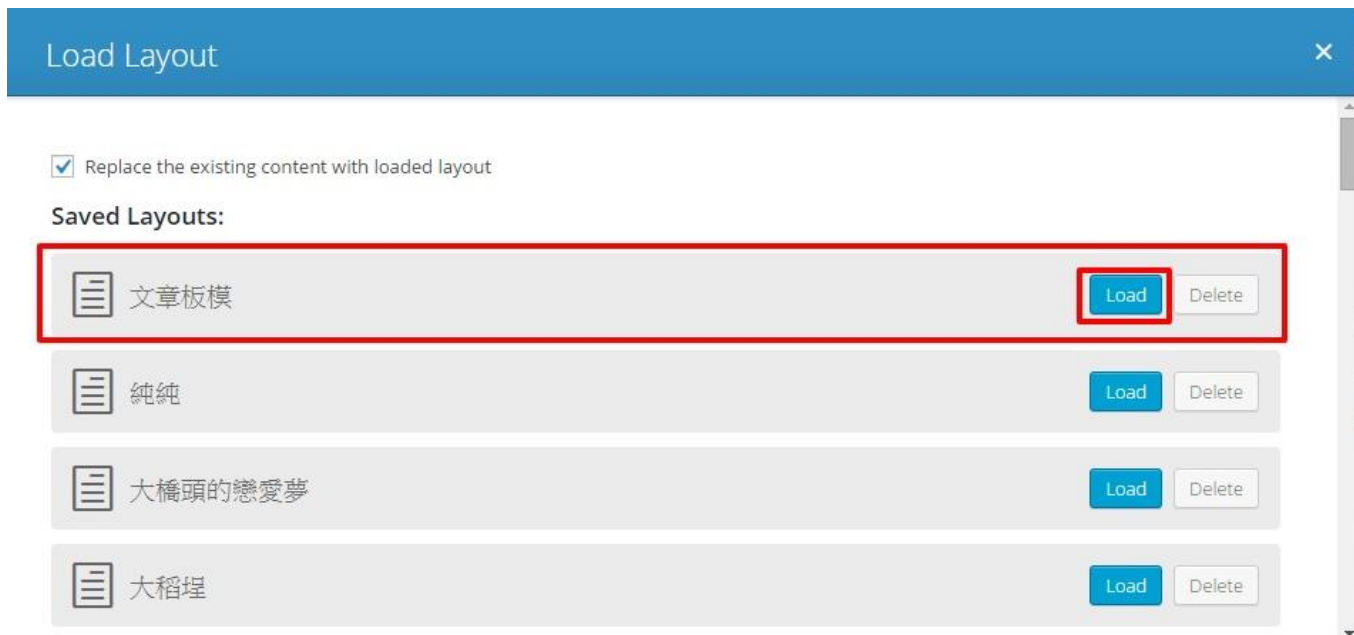 Load Layout
Replace the existing content with loaded layout
Saved Layouts:
文章板模 Load Delete
純純 Load Delete
大橋頭的戀愛夢 Load Delete
大稻埕 Load Delete